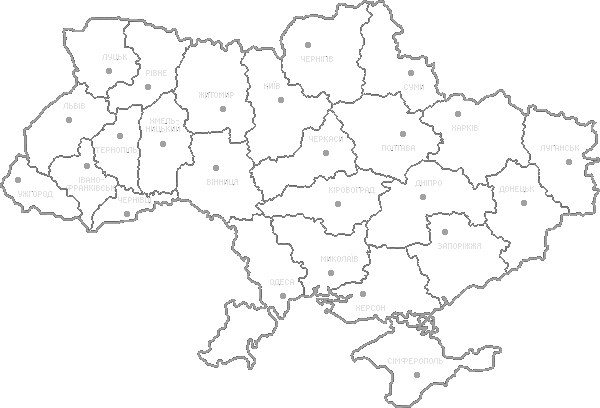 ЧЕРНІГІВ
ЛУЦЬК
РІВНЕ
СУМИ
КИЇВ
ЖИТОМИР
ЛЬВІВ
ХМЕЛЬ-
НИЦЬКИЙ
ХАРКІВ
ЧЕРКАСИ
ТЕРНОПІЛЬ
ПОЛТАВА
ЛУГАНСЬК
ІВАНО-
ФРАНКІВСЬК
ВІННИЦЯ
ДНІПРО
КІРОВОГРАД
ДОНЕЦЬК
УЖГОРОД
ЧЕРНІВЦІ
ЗАПОРІЖЖЯ
МИКОЛАЇВ
ОДЕСА
ХЕРСОН
СІМФЕРОПОЛЬ